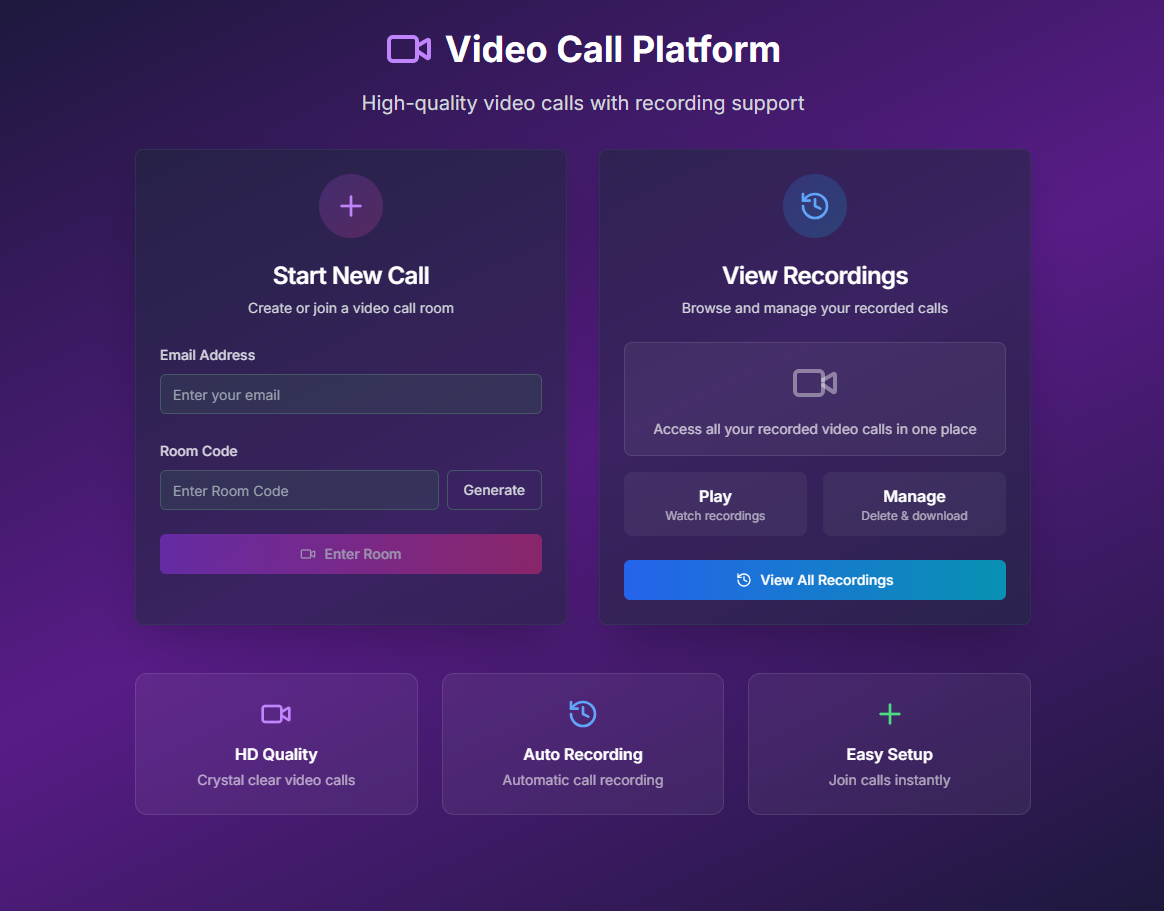 Video Call Platform
High-quality video calls with recording support
Start New Call
Create or join a video call room
Email Address
Enter your email
Room Code
Enter Room Code
Generate
Enter Room
View Recordings
Browse and manage your recorded calls
Access all your recorded video calls in one place
Play
Watch recordings
Manage
Delete & download
View All Recordings
HD Quality
Crystal clear video calls
Auto Recording
Automatic call recording
Easy Setup
Join calls instantly